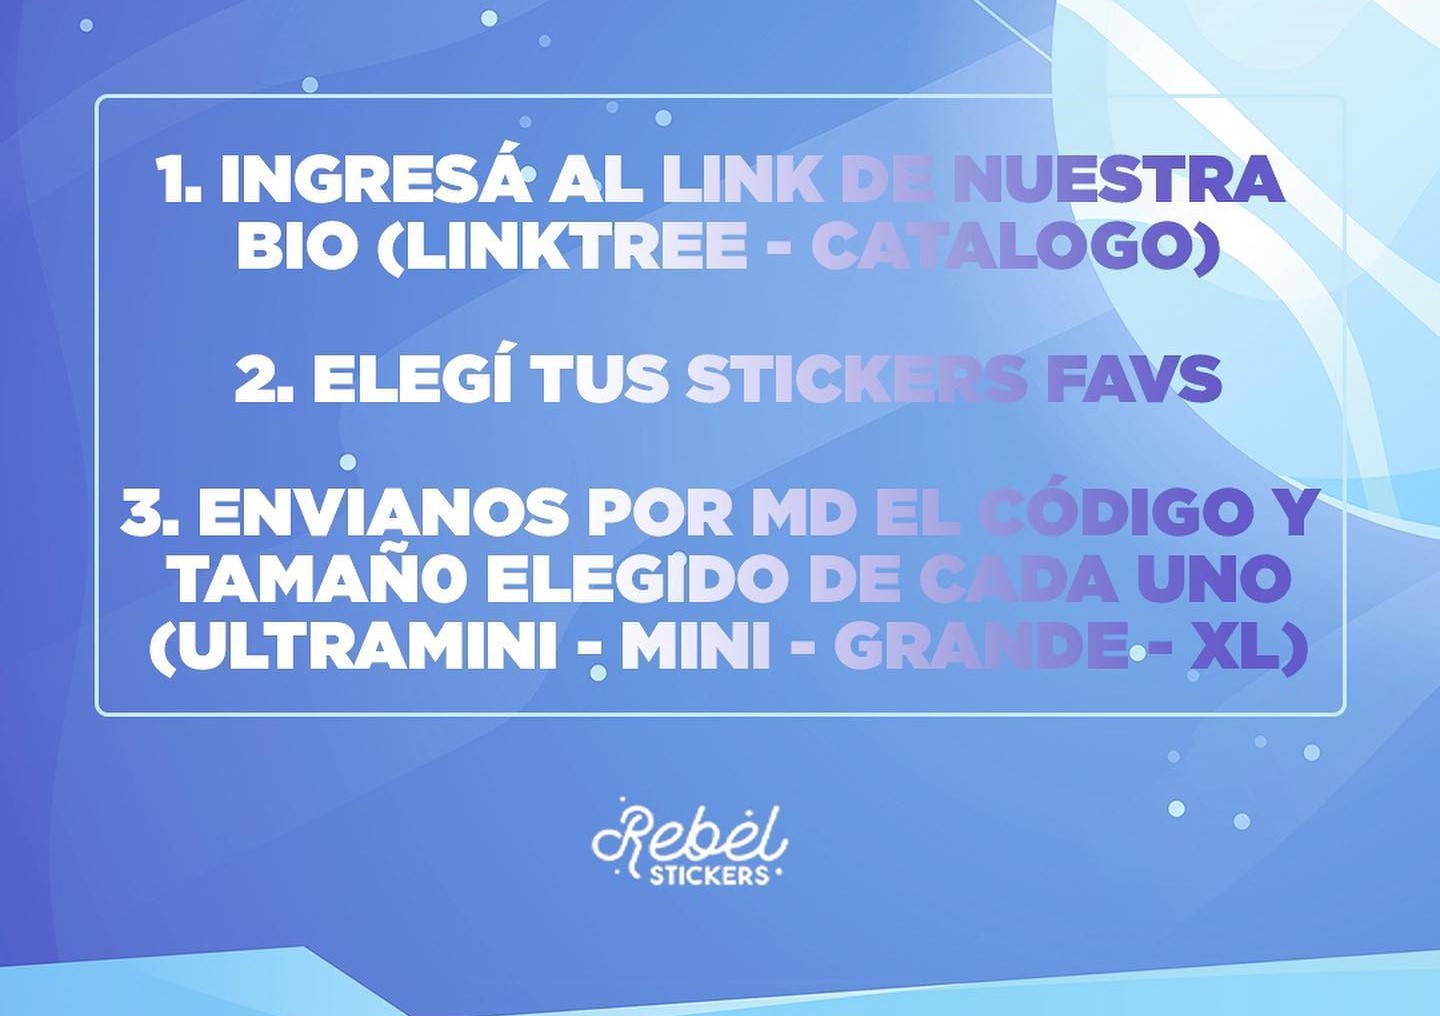 1. INGRESÁ AL LINK DE NUESTRA
BIO (LINKTREE - CATALOGO)
2. ELEGÍ TUS STICKERS FAVS
3. ENVIANOS POR MD EL CÓDIGO Y
TAMAÑ0 ELEGIDO DE CADA UNO
(ULTRAMINI - MINI - GRANDE - XL)
Rebel
STICKERS